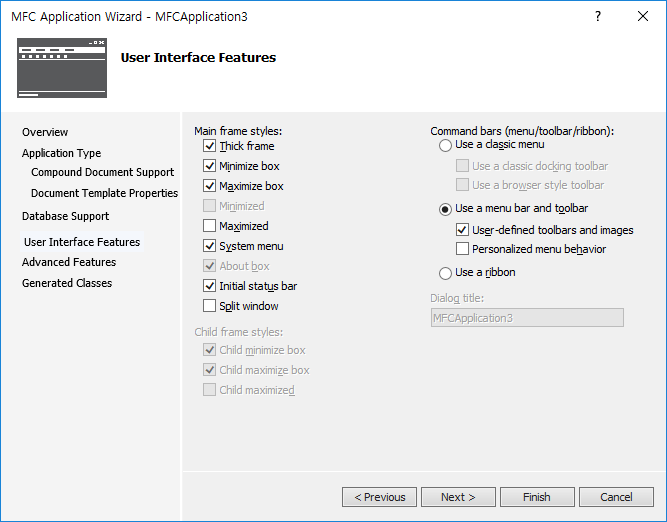 MFC Application Wizard - MFCApplication3
User Interface Features
Overview
Application Type
Compound Document Support
Document Template Properties
Database Support
User Interface Features
Advanced Features
Generated Classes
Main frame styles:
Thick frame
Minimize box
Maximize box
Minimized
Maximized
System menu
About box
Initial status bar
Split window
Child frame styles:
Child minimize box
Child maximize box
Child maximized
Command bars (menu/toolbar/ribbon):
Use a classic menu
Use a classic docking toolbar
Use a browser style toolbar
Use a menu bar and toolbar
User-defined toolbars and images
Personalized menu behavior
Use a ribbon
Dialog title:
MFCApplication3
< Previous
Next >
Finish
Cancel